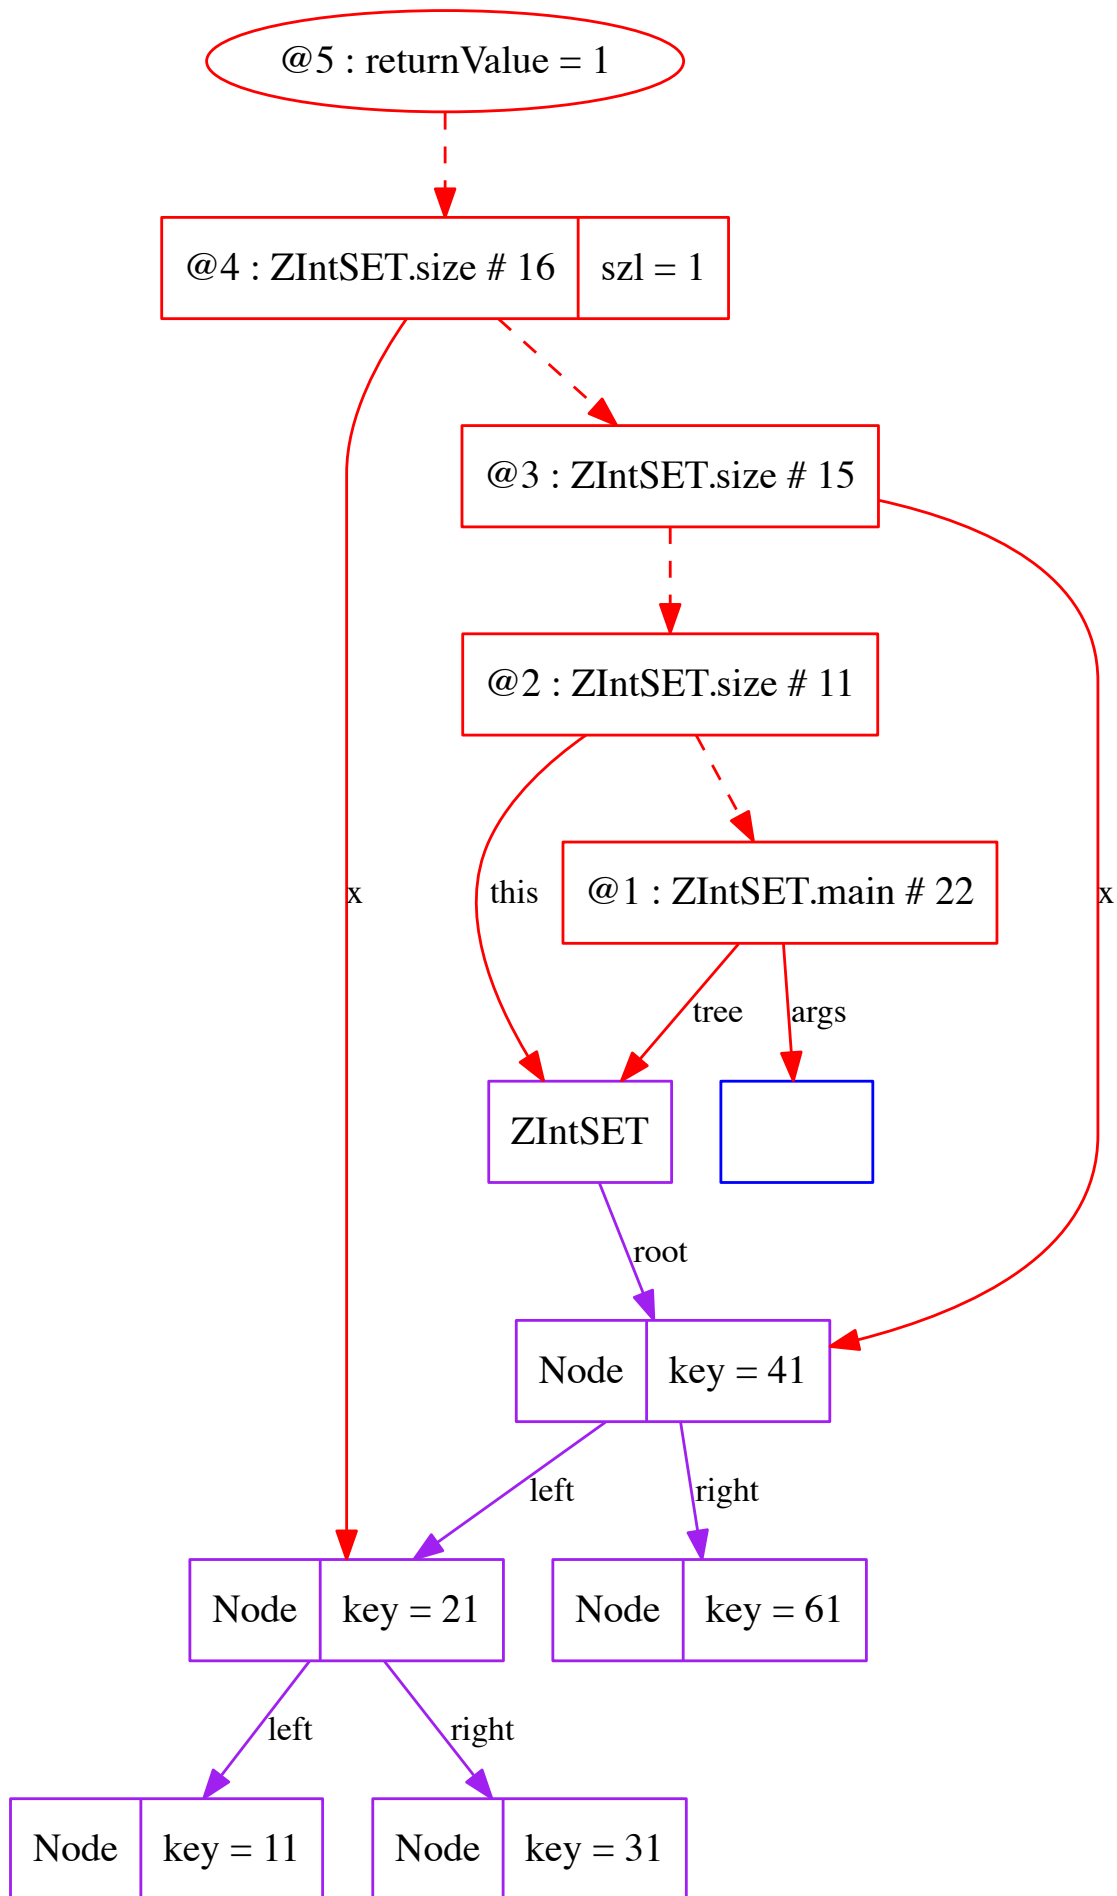 @5 : returnValue = 1
@4 : ZIntSET.size # 16 szl = 1
@3 : ZIntSET.size # 15
@2 : ZIntSET.size # 11
x this @1 : ZIntSET.main # 22 x
tree args
ZIntSET
root
Node key = 41
left right
Node key = 21 Node key = 61
left right
Node key = 11 Node key = 31